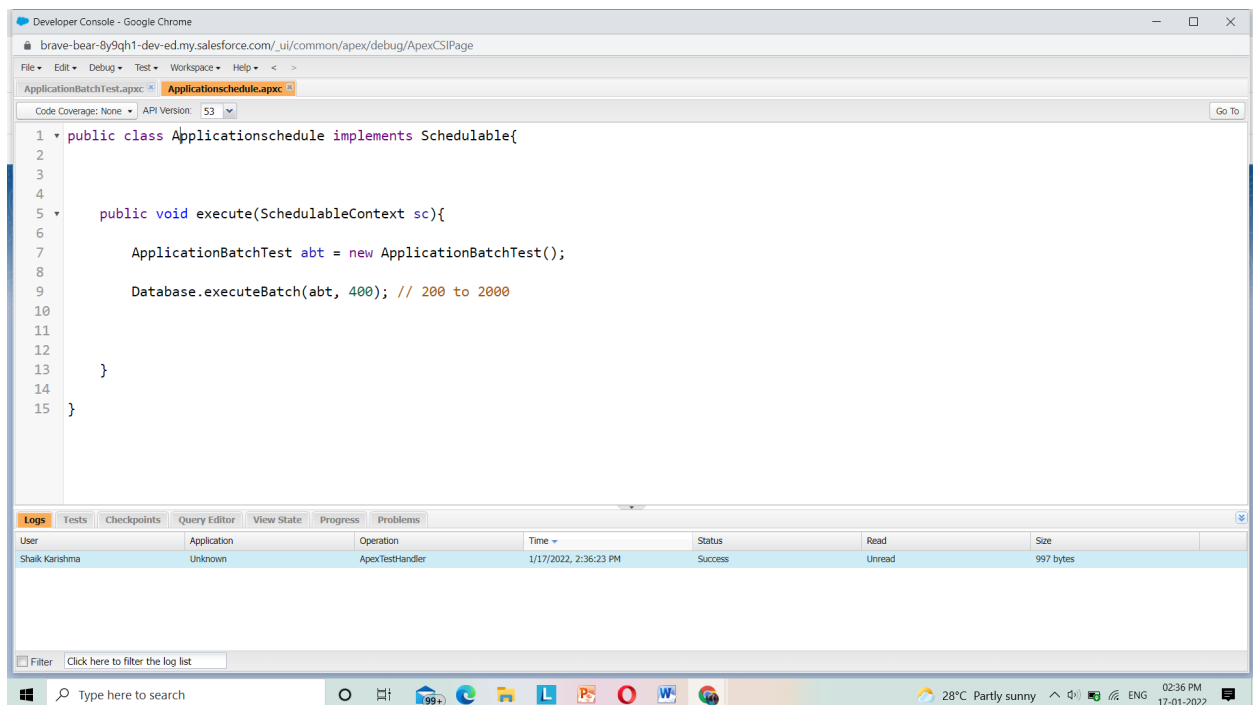 Developer Console - Google Chrome
brave-bear-8y9qh1-dev-ed.my.salesforce.com/_ui/common/apex/debug/ApexCSIPage
File Edit Debug Test Workspace Help < >
ApplicationBatchTest.apxc Applicationschedule.apxc
Code Coverage: None API Version: 53 Go To
1 public class Applicationschedule implements Schedulable{
2
3
4
5 public void execute(SchedulableContext sc){
6
7 ApplicationBatchTest abt = new ApplicationBatchTest();
8
9 Database.executeBatch(abt, 400); // 200 to 2000
10
11
12
13 }
14
15 }
Logs Tests Checkpoints Query Editor View State Progress Problems
User Application Operation Time Status Read Size
Shaik Karishma Unknown ApexTestHandler 1/17/2022, 2:36:23 PM Success Unread 997 bytes
Filter Click here to filter the log list
Type here to search 99+ L W 28°C Partly sunny ENG 02:36 PM
17-01-2022